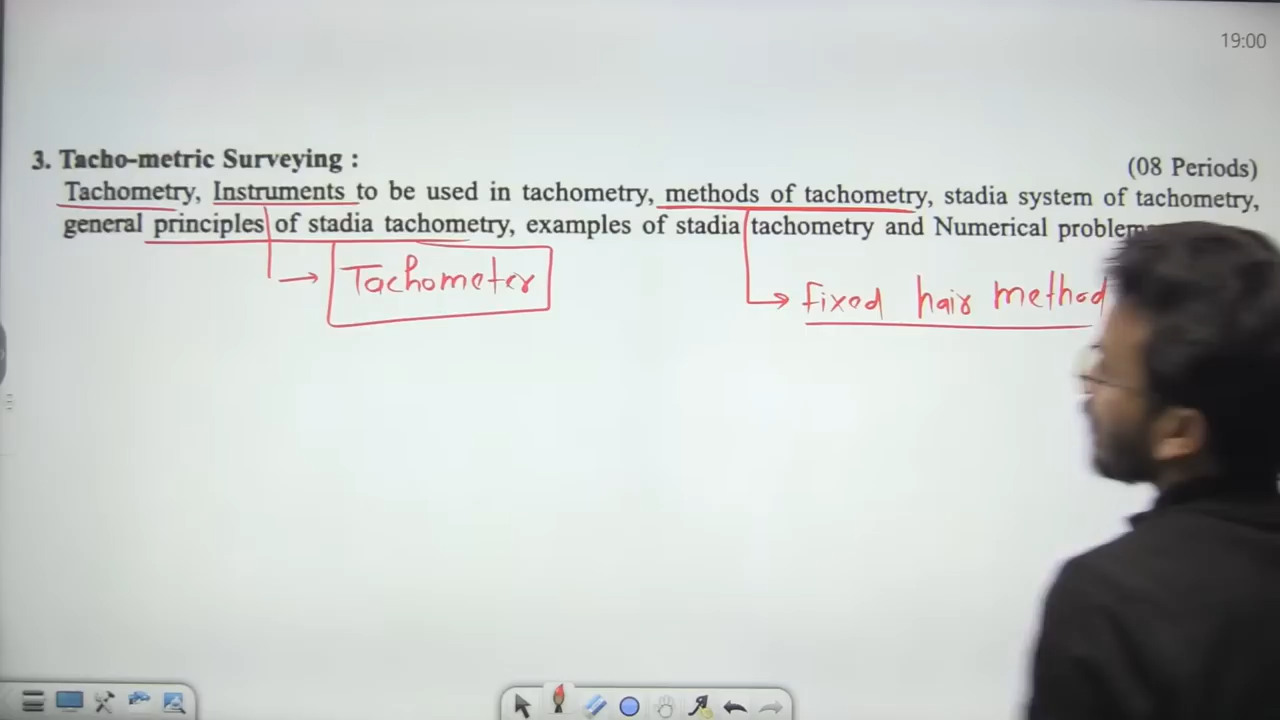 19:00
3. Tacho-metric Surveying : (08 Periods)
Tachometry, Instruments to be used in tachometry, methods of tachometry, stadia system of tachometry,
general principles of stadia tachometry, examples of stadia tachometry and Numerical
Tachometer
fixed hair method